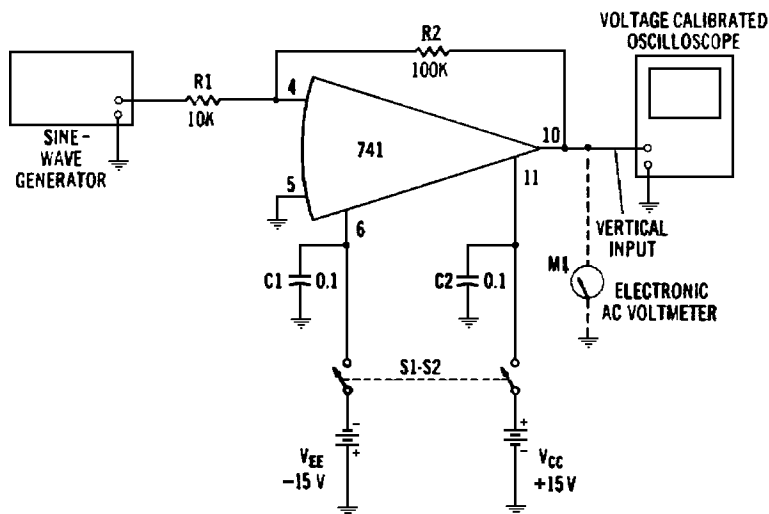 VOLTAGE CALIBRATED
OSCILLOSCOPE
R2
100K
R1
10K
4
SINE-
WAVE
GENERATOR
741
10
5
11
6
VERTICAL
INPUT
C1
0.1
C2
0.1
M1
ELECTRONIC
AC VOLTMETER
S1-S2
-
+
VEE
-15 V
+
-
VCC
+15V